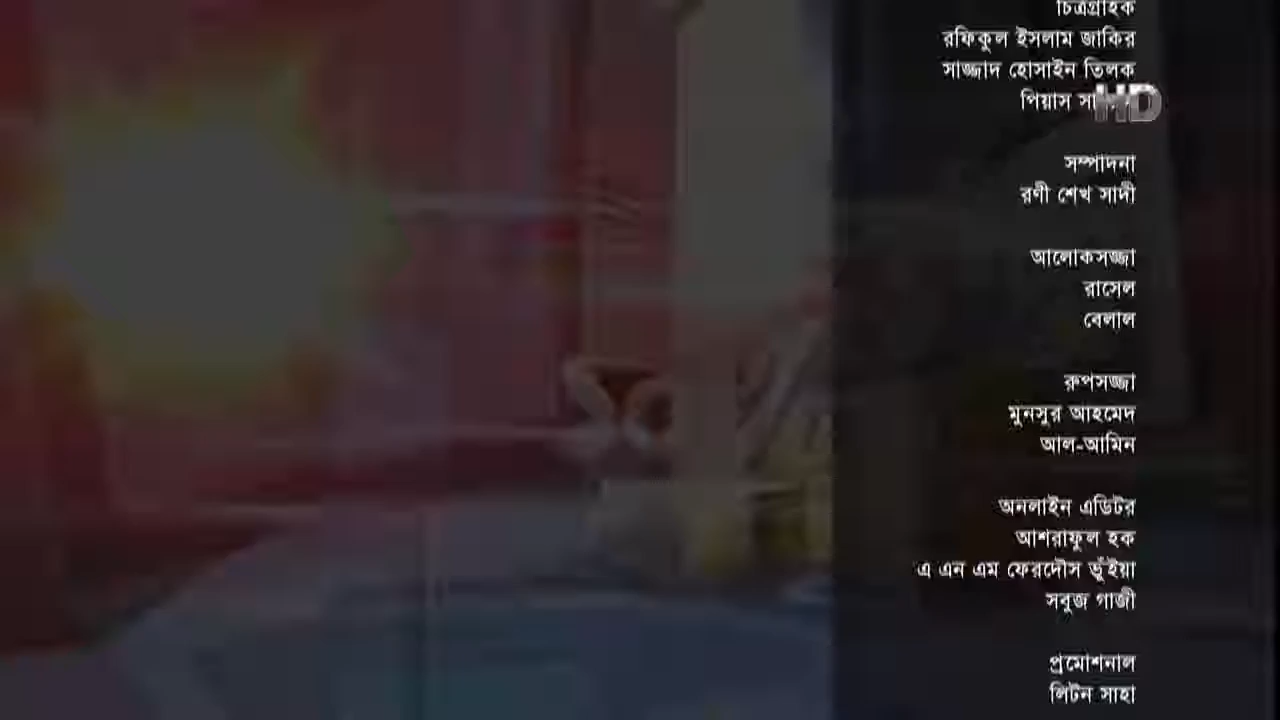 চিত্রগ্রাহক
রফিকুল ইসলাম জাকির
সাজ্জাদ হোসাইন তিলক
পিয়াস
HD
সম্পাদনা
রণী শেখ সাদী
আলোকসজ্জা
রাসেল
বেলাল
রুপসজ্জা
মুনসুর আহমেদ
আল-আমিন
অনলাইন এডিটর
আশরাফুল হক
এ এন এম ফেরদৌস ভুঁইয়া
সবুজ গাজী
প্রমোশনাল
লিটন সাহা